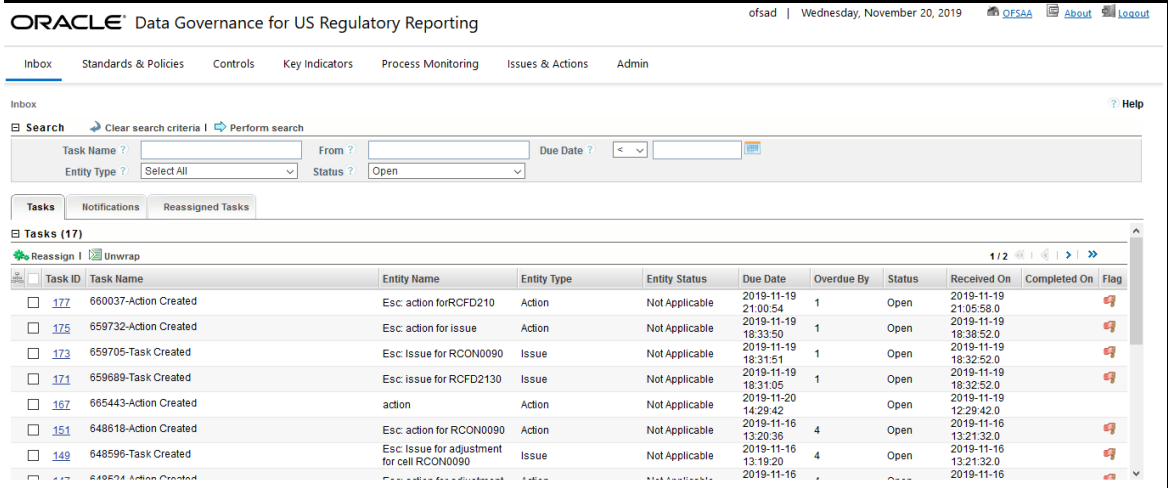 ORACLE Data Governance for US Regulatory Reporting
ofsad | Wednesday, November 20, 2019 OFSAA About Logout
Inbox Standards & Policies Controls Key Indicators Process Monitoring Issues & Actions Admin
Inbox ? Help
Search Clear search criteria | Perform search
Task Name ? From ? Due Date ? <
Entity Type ? Select All Status ? Open
Tasks Notifications Reassigned Tasks
Tasks (17)
Reassign | Unwrap 1 / 2
Task ID Task Name Entity Name Entity Type Entity Status Due Date Overdue By Status Received On Completed On Flag
177 660037-Action Created Esc: action forRCFD210 Action Not Applicable 2019-11-19 21:00:54 1 Open 2019-11-19 21:05:58.0
175 659732-Action Created Esc: action for issue Action Not Applicable 2019-11-19 18:33:50 1 Open 2019-11-19 18:38:52.0
173 659705-Task Created Esc: Issue for RCON0090 Issue Not Applicable 2019-11-19 18:31:51 1 Open 2019-11-19 18:32:52.0
171 659689-Task Created Esc: issue for RCFD2130 Issue Not Applicable 2019-11-19 18:31:05 1 Open 2019-11-19 18:32:52.0
167 665443-Action Created action Action Not Applicable 2019-11-20 14:29:42 Open 2019-11-19 12:29:42.0
151 648618-Action Created Esc: action for RCON0090 Action Not Applicable 2019-11-16 13:20:36 4 Open 2019-11-16 13:21:32.0
149 648596-Task Created Esc: Issue for adjustment for cell RCON0090 Issue Not Applicable 2019-11-16 13:19:20 4 Open 2019-11-16 13:21:32.0
2019-11-16 2019-11-16